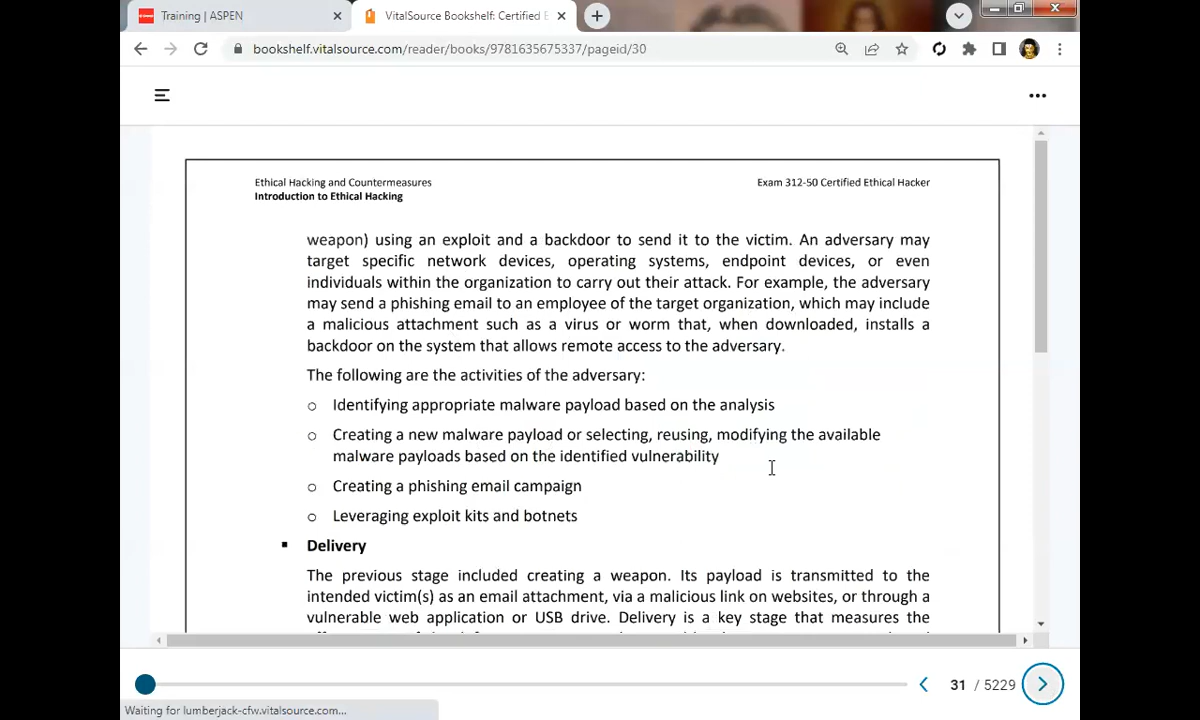 Training | ASPEN
VitalSource Bookshelf: Certified E
bookshelf.vitalsource.com/reader/books/9781635675337/pageid/30
Ethical Hacking and Countermeasures
Exam 312-50 Certified Ethical Hacker
Introduction to Ethical Hacking
weapon) using an exploit and a backdoor to send it to the victim. An adversary may
target specific network devices, operating systems, endpoint devices, or even
individuals within the organization to carry out their attack. For example, the adversary
may send a phishing email to an employee of the target organization, which may include
a malicious attachment such as a virus or worm that, when downloaded, installs a
backdoor on the system that allows remote access to the adversary.
The following are the activities of the adversary:
o Identifying appropriate malware payload based on the analysis
o Creating a new malware payload or selecting, reusing, modifying the available
malware payloads based on the identified vulnerability
o Creating a phishing email campaign
o Leveraging exploit kits and botnets
▪ Delivery
The previous stage included creating a weapon. Its payload is transmitted to the
intended victim(s) as an email attachment, via a malicious link on websites, or through a
vulnerable web application or USB drive. Delivery is a key stage that measures the
31 / 5229
Waiting for lumberjack-cfw.vitalsource.com...